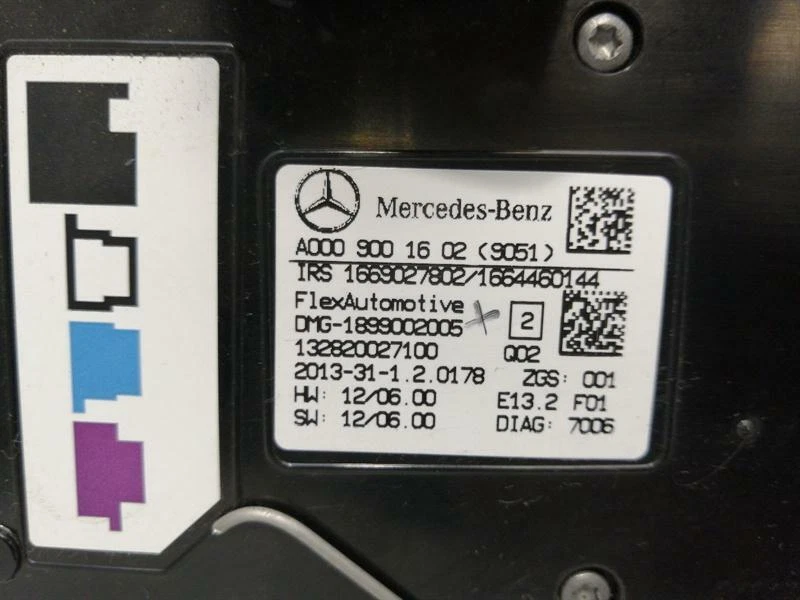 Mercedes-Benz
A000 900 16 02 (9051)
IRS 1669027802/1664460144
FlexAutomotive
DMG-1899002005 2
132820027100 Q02
2013-31-1.2.0178 ZGS: 001
HW: 12/06.00 E13.2 F01
SW: 12/06.00 DIAG: 7006